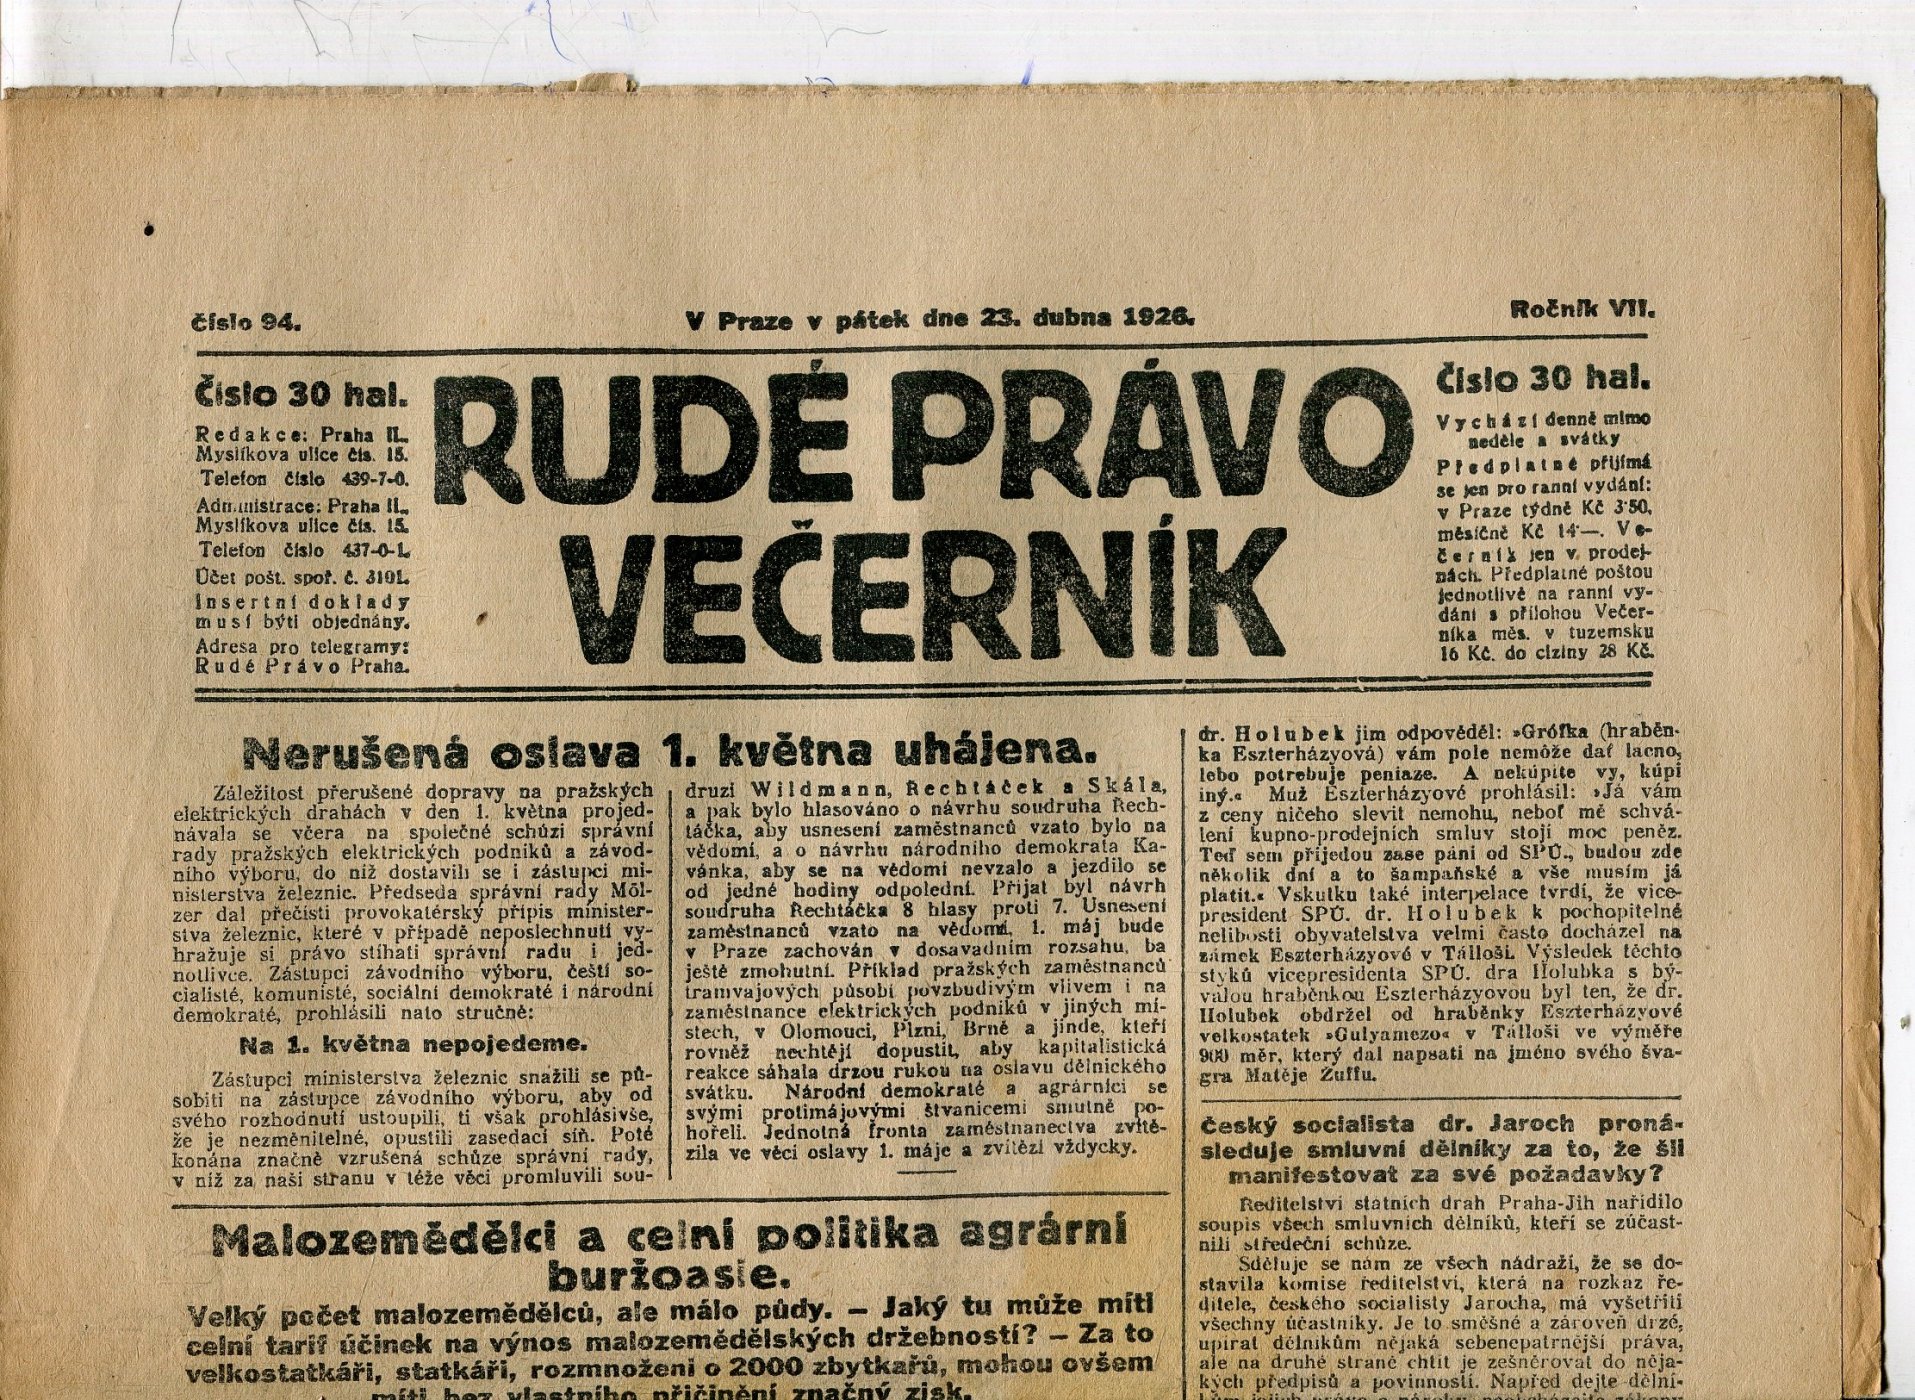 číslo 94.
V Praze v pátek dne 23. dubna 1926.
Ročník VII.
Číslo 30 hal.
Redakce: Praha II.,
Myslíkova ulice čís. 15.
Telefon číslo 439-7-0.
Administrace: Praha II.,
Myslíkova ulice čís. 15.
Telefon číslo 437-0-1.
Účet pošt. spoř. č. 3101.
Insertní doklady
musí býti objednány.
Adresa pro telegramy:
Rudé Právo Praha.
RUDÉ PRÁVO
VEČERNÍK
Číslo 30 hal.
Vychází denně mimo
neděle a svátky
Předplatné přijímá
se jen pro ranní vydání:
v Praze týdně Kč 3·50,
měsíčně Kč 14·—. Ve-
černík jen v prodej-
nách. Předplatné poštou
jednotlivě na ranní vy-
dání s přílohou Večer-
níka měs. v tuzemsku
16 Kč. do ciziny 28 Kč.
Nerušená oslava 1. května uhájena.
Záležitost přerušené dopravy na pražských
elektrických drahách v den 1. května projed-
návala se včera na společné schůzi správní
rady pražských elektrických podniků a závod-
ního výboru, do níž dostavili se i zástupci mi-
nisterstva železnic. Předseda správní rady Möl-
zer dal přečísti provokatérský přípis minister-
stva železnic, které v případě neposlechnutí vy-
hražuje si právo stíhati správní radu i jed-
notlivce. Zástupci závodního výboru, čeští so-
cialisté, komunisté, sociální demokraté i národní
demokraté, prohlásili nato stručně:
Na 1. května nepojedeme.
Zástupci ministerstva železnic snažili se pů-
sobiti na zástupce závodního výboru, aby od
svého rozhodnutí ustoupili, ti však prohlásivše,
že je nezměnitelné, opustili zasedací síň. Poté
konána značně vzrušená schůze správní rady,
v níž za naši stranu v téže věci promluvili sou-
druzi Wildmann, Řechtáček a Skála,
a pak bylo hlasováno o návrhu soudruha Řech-
táčka, aby usnesení zaměstnanců vzato bylo na
vědomí, a o návrhu národního demokrata Ka-
vánka, aby se na vědomí nevzalo a jezdilo se
od jedné hodiny odpolední. Přijat byl návrh
soudruha Řechtáčka 8 hlasy proti 7. Usnesení
zaměstnanců vzato na vědomí, 1. máj bude
v Praze zachován v dosavadním rozsahu, ba
ještě zmohutní. Příklad pražských zaměstnanců
tramvajových působí povzbudivým vlivem i na
zaměstnance elektrických podniků v jiných mí-
stech, v Olomouci, Plzni, Brně a jinde, kteří
rovněž nechtějí dopustit, aby kapitalistická
reakce sáhala drzou rukou na oslavu dělnického
svátku. Národní demokraté a agrárníci se
svými protimájovými štvanicemi smutně po-
hořeli. Jednotná fronta zaměstnanectva zvítě-
zila ve věci oslavy 1. máje a zvítězí vždycky.
Malozemědělci a celní politika agrární
buržoasie.
Velký počet malozemědělců, ale málo půdy. — Jaký tu může míti
celní tarif účinek na výnos malozemědělských držebností? — Za to
velkostatkáři, statkáři, rozmnoženi o 2000 zbytkařů, mohou ovšem
míti bez vlastního přičinění značný zisk.
dr. Holubek jim odpověděl: »Grófka (hraběn-
ka Eszterházyová) vám pole nemôže dať lacno,
lebo potrebuje peniaze. A nekúpite vy, kúpi
iný.« Muž Eszterházyové prohlásil: »Já vám
z ceny ničeho slevit nemohu, neboť mě schvá-
lení kupno-prodejních smluv stojí moc peněz.
Teď sem přijedou zase páni od SPÚ., budou zde
několik dní a to šampaňské a vše musím já
platit.« Vskutku také interpelace tvrdí, že vice-
president SPÚ. dr. Holubek k pochopitelné
nelibosti obyvatelstva velmi často docházel na
zámek Eszterházyové v Tálloši. Výsledek těchto
styků vicepresidenta SPÚ. dra Holubka s bý-
valou hraběnkou Eszterházyovou byl ten, že dr.
Holubek obdržel od hraběnky Eszterházyové
velkostatek »Gulyamezo« v Tálloši ve výměře
900 měr, který dal napsati na jméno svého šva-
gra Matěje Žuffu.
český socialista dr. Jaroch proná-
sleduje smluvní dělníky za to, že šli
manifestovat za své požadavky?
Ředitelství státních drah Praha-Jih nařídilo
soupis všech smluvních dělníků, kteří se zúčast-
nili středeční schůze.
Sděluje se nám ze všech nádraží, že se do-
stavila komise ředitelství, která na rozkaz ře-
ditele, českého socialisty Jarocha, má vyšetřiti
všechny účastníky. Je to směšné a zároveň drzé,
upírat dělníkům nějaká sebenepatrnější práva,
ale na druhé straně chtít je zešněrovat do něja-
kých předpisů a povinností. Napřed dejte dělní-